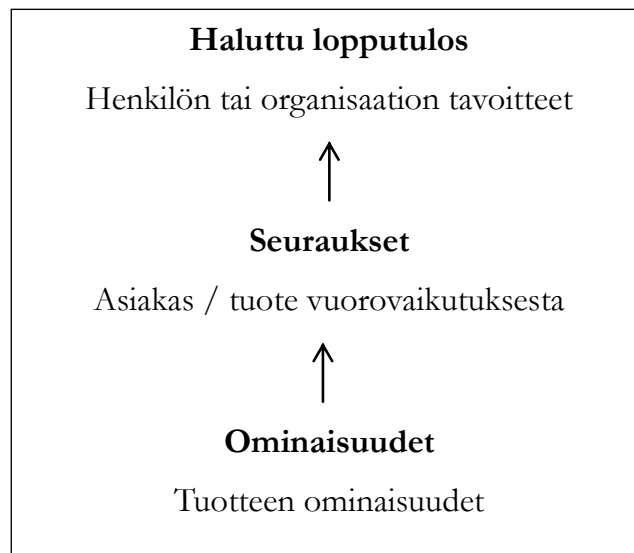 Haluttu lopputulos
Henkilön tai organisaation tavoitteet
Seuraukset
Asiakas / tuote vuorovaikutuksesta
Ominaisuudet
Tuotteen ominaisuudet